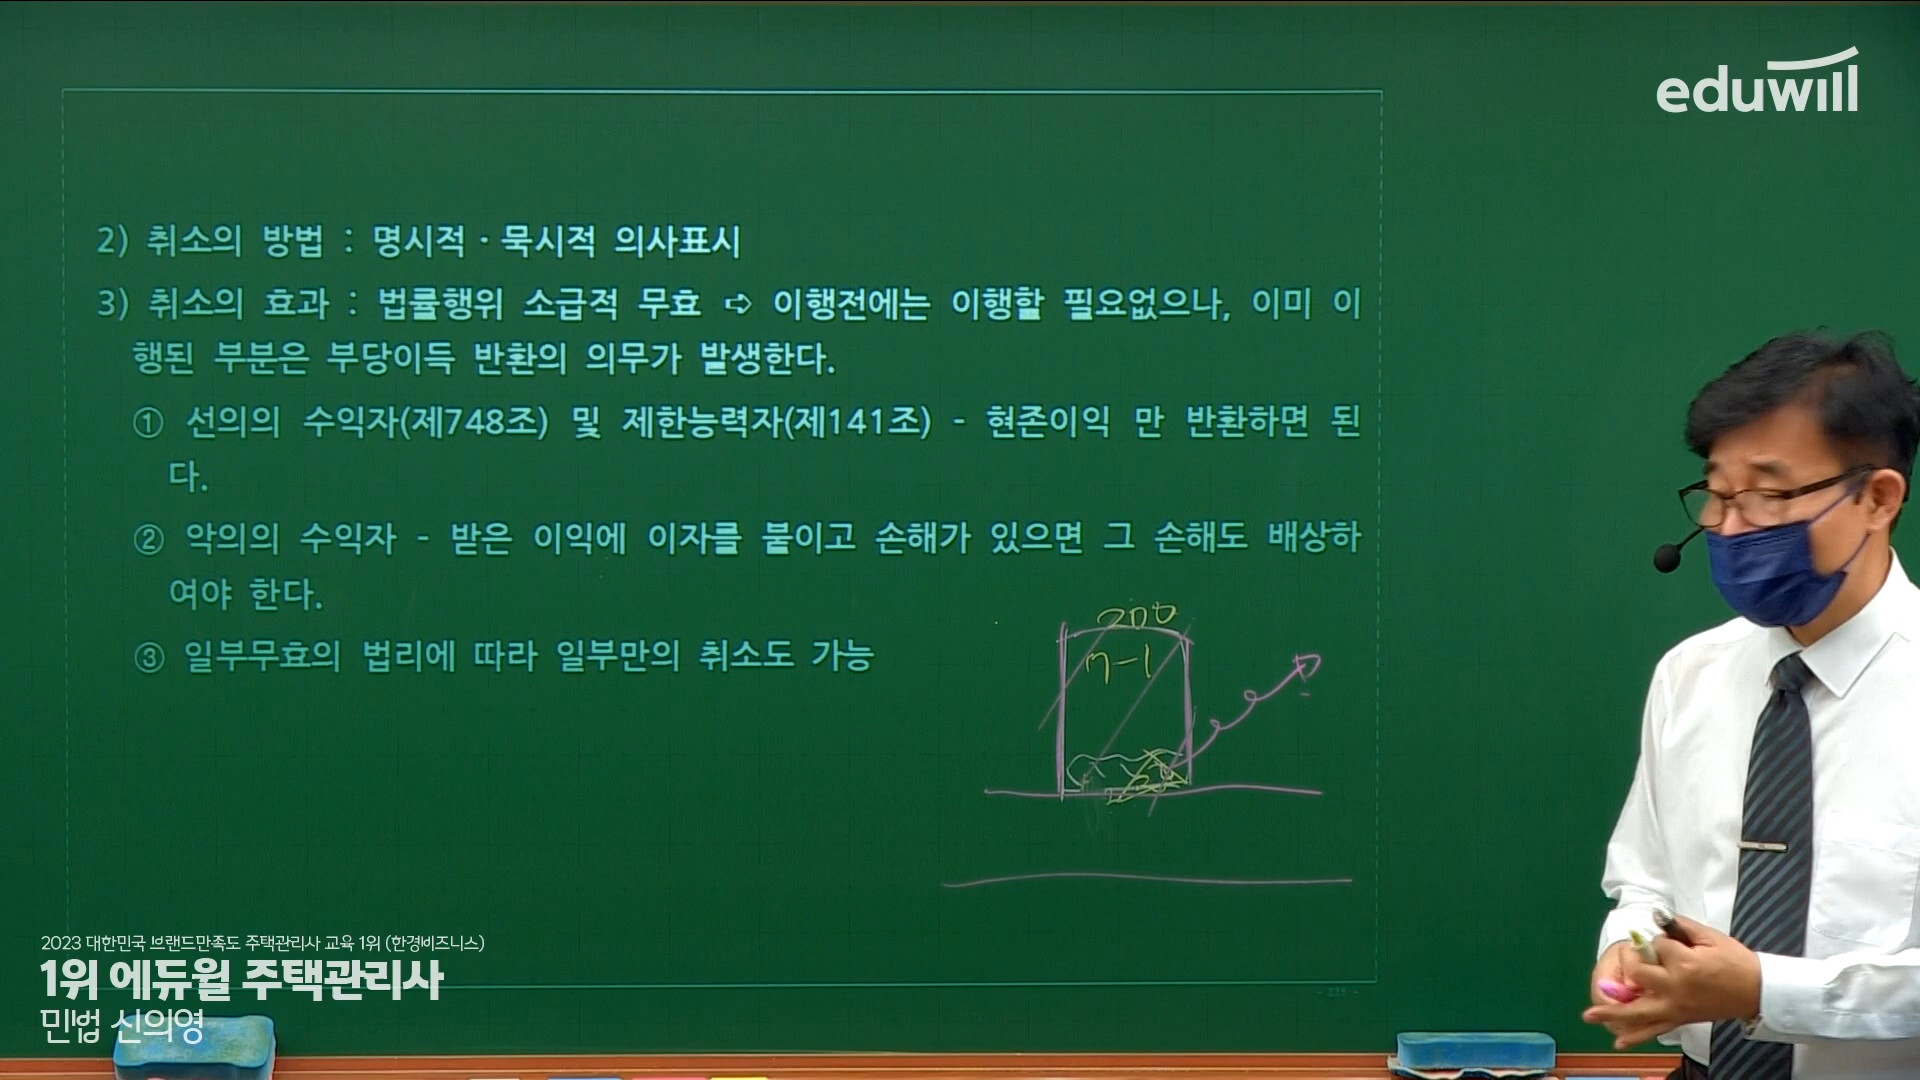 eduwill
2) 취소의 방법 : 명시적 · 묵시적 의사표시
3) 취소의 효과 : 법률행위 소급적 무효 ➪ 이행전에는 이행할 필요없으나, 이미 이
행된 부분은 부당이득 반환의 의무가 발생한다.
① 선의의 수익자(제748조) 및 제한능력자(제141조) - 현존이익 만 반환하면 된
다.
② 악의의 수익자 - 받은 이익에 이자를 붙이고 손해가 있으면 그 손해도 배상하
여야 한다.
③ 일부무효의 법리에 따라 일부만의 취소도 가능
200
2023 대한민국 브랜드만족도 주택관리사 교육 1위 (한경비즈니스)
1위 에듀윌 주택관리사
민법 신의영